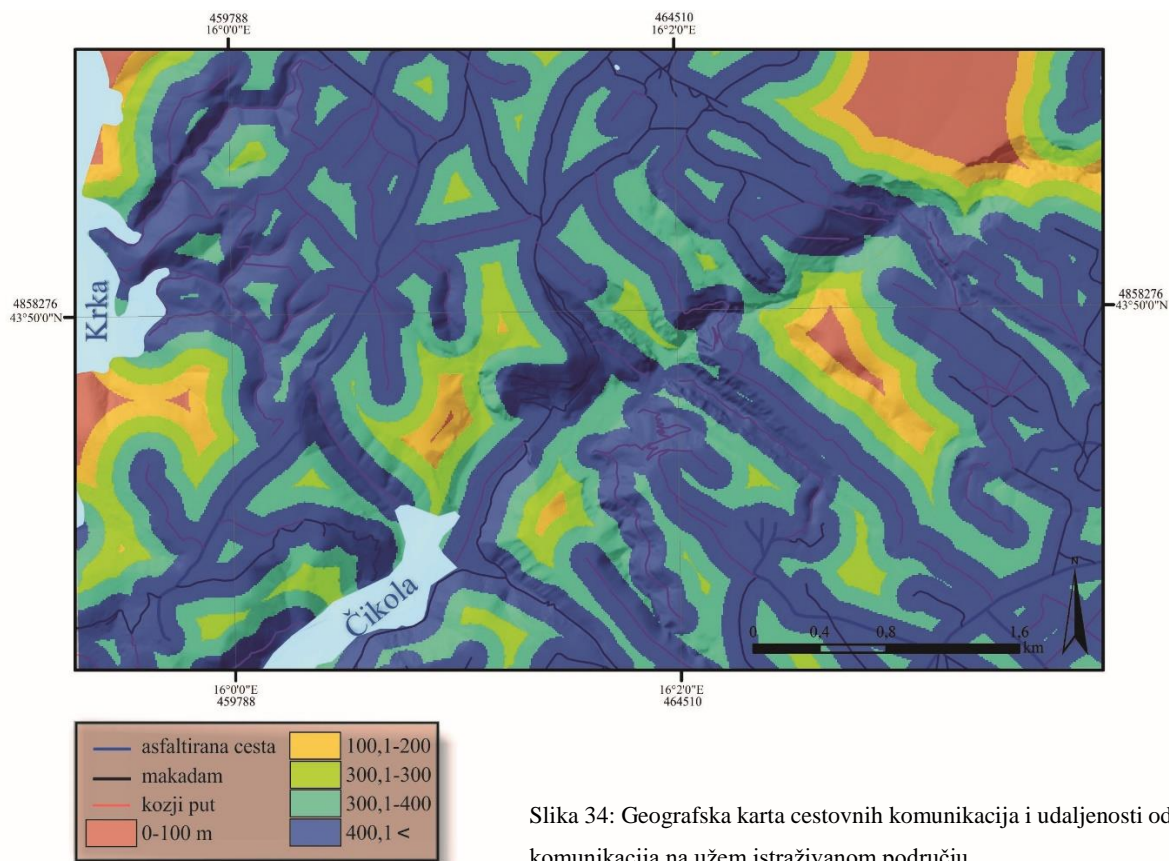 459788
16°0'0"E
464510
16°2'0"E
4858276
43°50'0"N
4858276
43°50'0"N
Krka
Čikola
N
0 0,4 0,8 1,6
km
16°0'0"E
459788
16°2'0"E
464510
asfaltirana cesta
makadam
kozji put
0-100 m
100,1-200
300,1-300
300,1-400
400,1 <
Slika 34: Geografska karta cestovnih komunikacija i udaljenosti od
komunikacija na užem istraživanom području